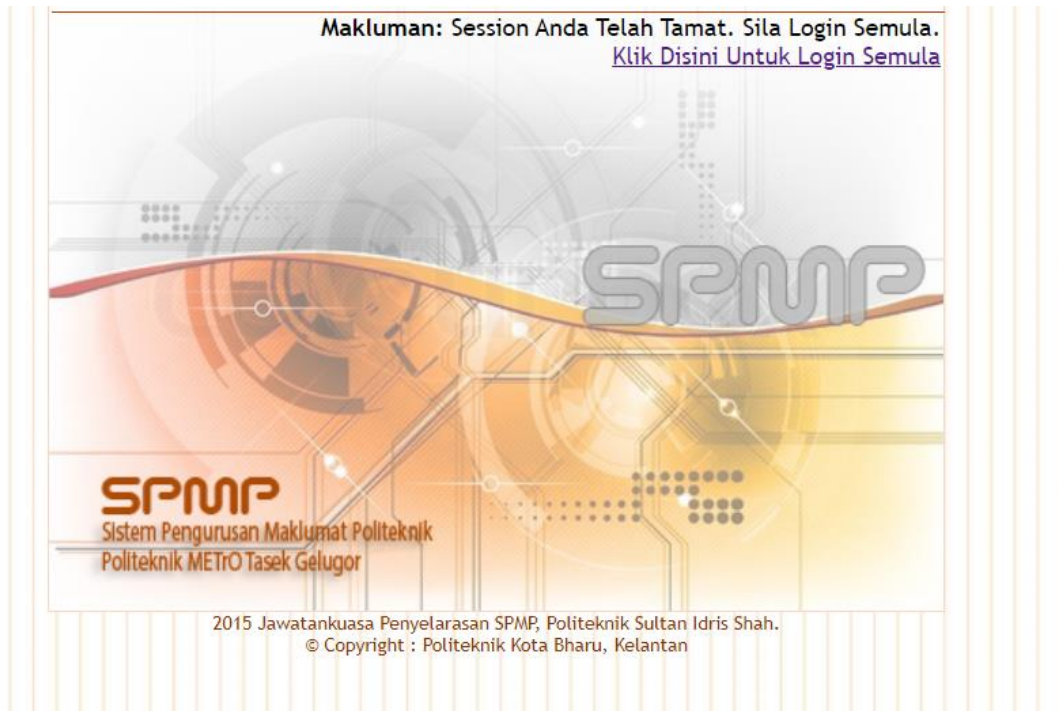 Makluman: Session Anda Telah Tamat. Sila Login Semula.
Klik Disini Untuk Login Semula
SPMP
SPMP
Sistem Pengurusan Maklumat Politeknik
Politeknik METrO Tasek Gelugor
2015 Jawatankuasa Penyelarasan SPMP, Politeknik Sultan Idris Shah.
© Copyright : Politeknik Kota Bharu, Kelantan